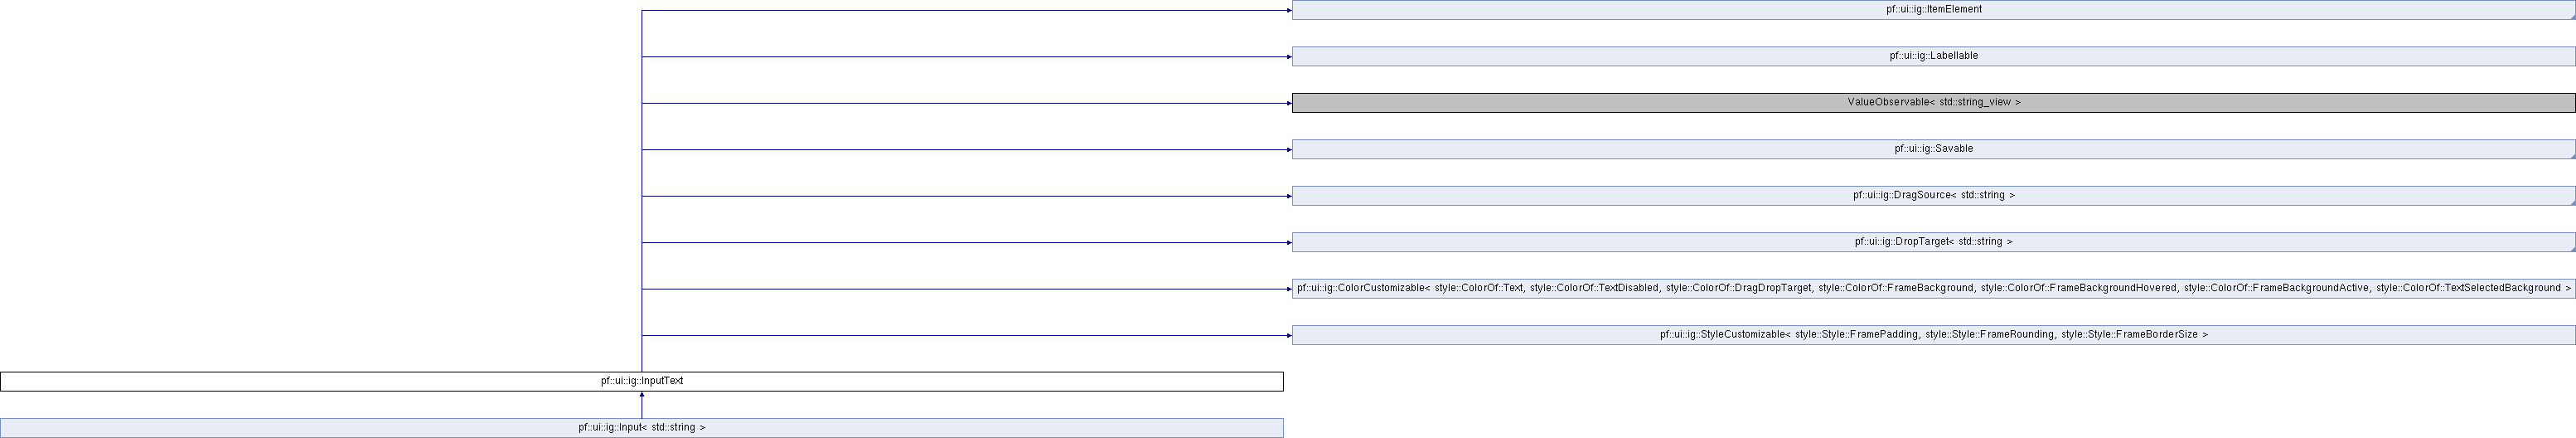 pf::ui::ig::ItemElement
pf::ui::ig::Labellable
ValueObservable< std::string_view >
pf::ui::ig::Savable
pf::ui::ig::DragSource< std::string >
pf::ui::ig::DropTarget< std::string >
pf::ui::ig::ColorCustomizable< style::ColorOf::Text, style::ColorOf::TextDisabled, style::ColorOf::DragDropTarget, style::ColorOf::FrameBackground, style::ColorOf::FrameBackgroundHovered, style::ColorOf::FrameBackgroundActive, style::ColorOf::TextSelectedBackground >
pf::ui::ig::StyleCustomizable< style::Style::FramePadding, style::Style::FrameRounding, style::Style::FrameBorderSize >
pf::ui::ig::InputText
pf::ui::ig::Input< std::string >